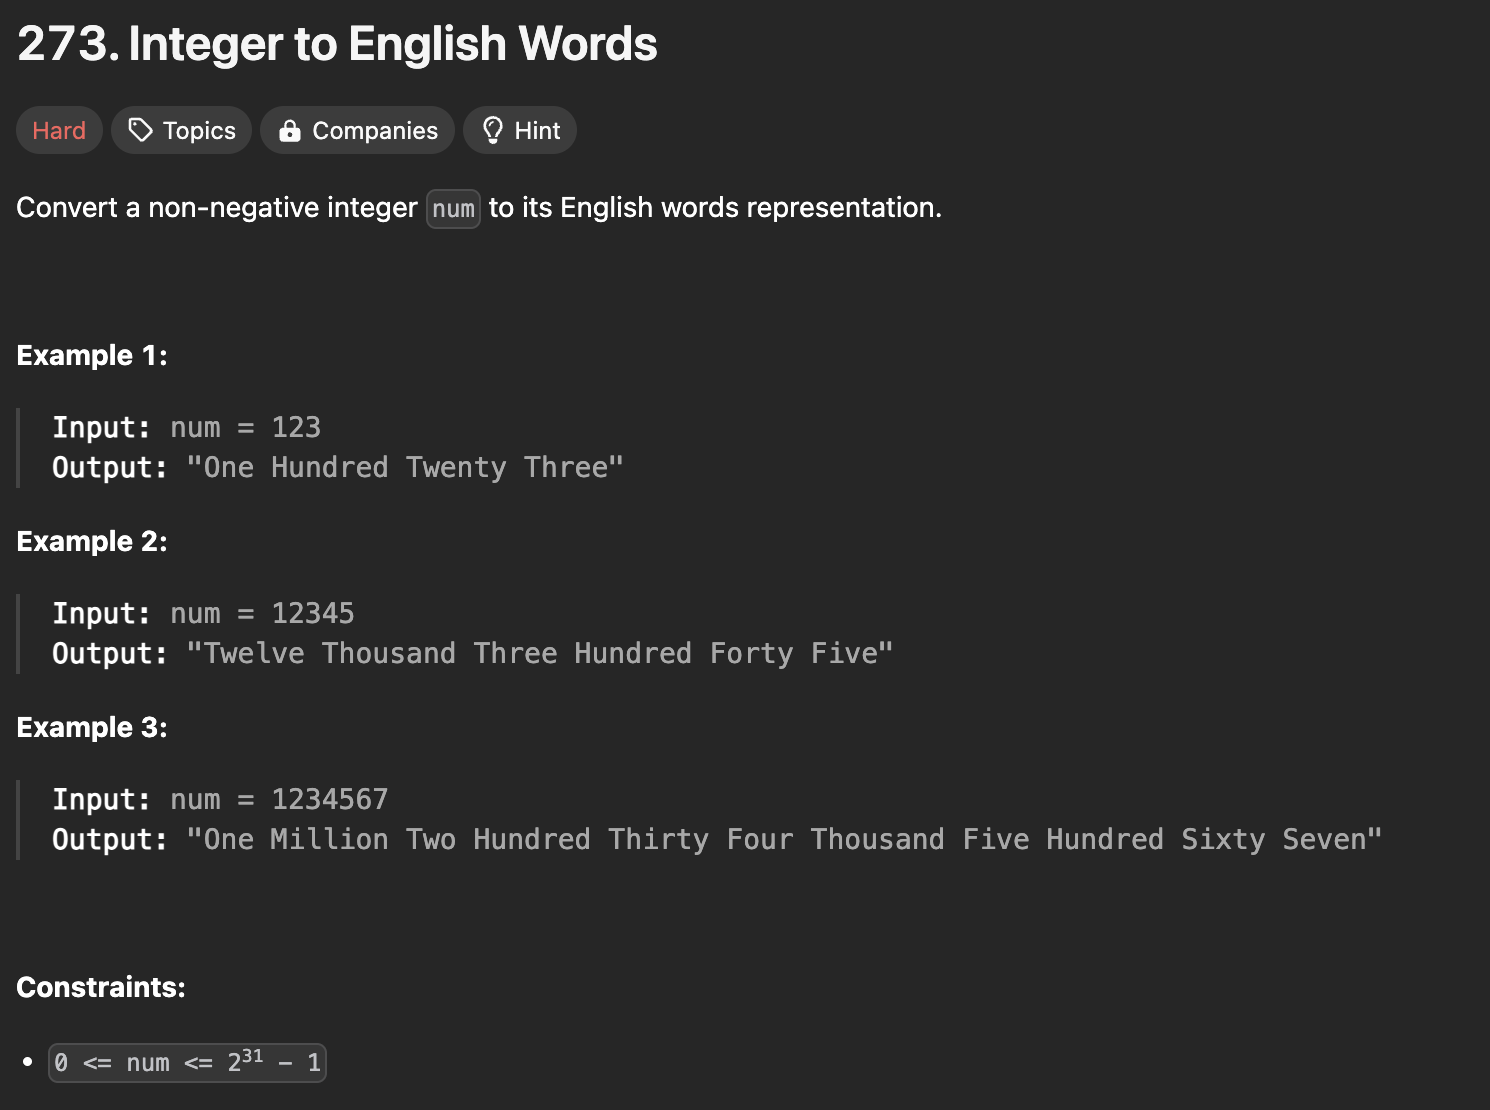 273. Integer to English Words
Hard Topics Companies Hint
Convert a non-negative integer num to its English words representation.
Example 1:
Input: num = 123
Output: "One Hundred Twenty Three"
Example 2:
Input: num = 12345
Output: "Twelve Thousand Three Hundred Forty Five"
Example 3:
Input: num = 1234567
Output: "One Million Two Hundred Thirty Four Thousand Five Hundred Sixty Seven"
Constraints:
• 0 <= num <= 2³¹ - 1